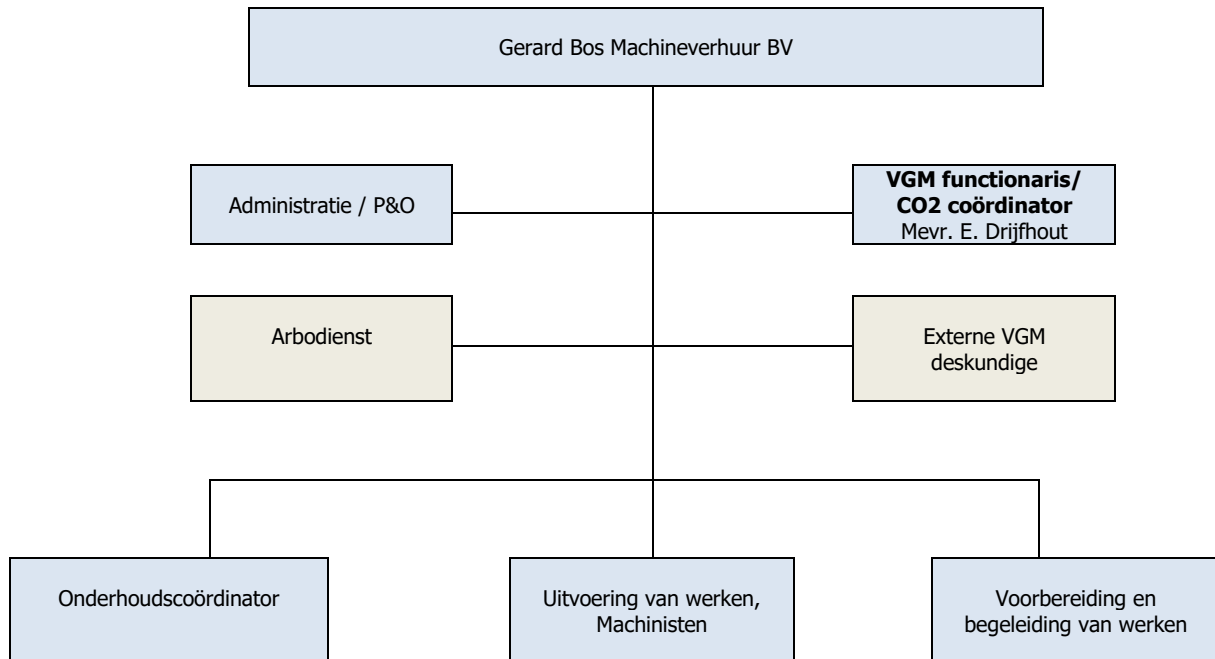 Gerard Bos Machineverhuur BV
Administratie / P&O
VGM functionaris/
CO2 coördinator
Mevr. E. Drijfhout
Arbodienst
Externe VGM
deskundige
Onderhoudscoördinator
Uitvoering van werken,
Machinisten
Voorbereiding en
begeleiding van werken